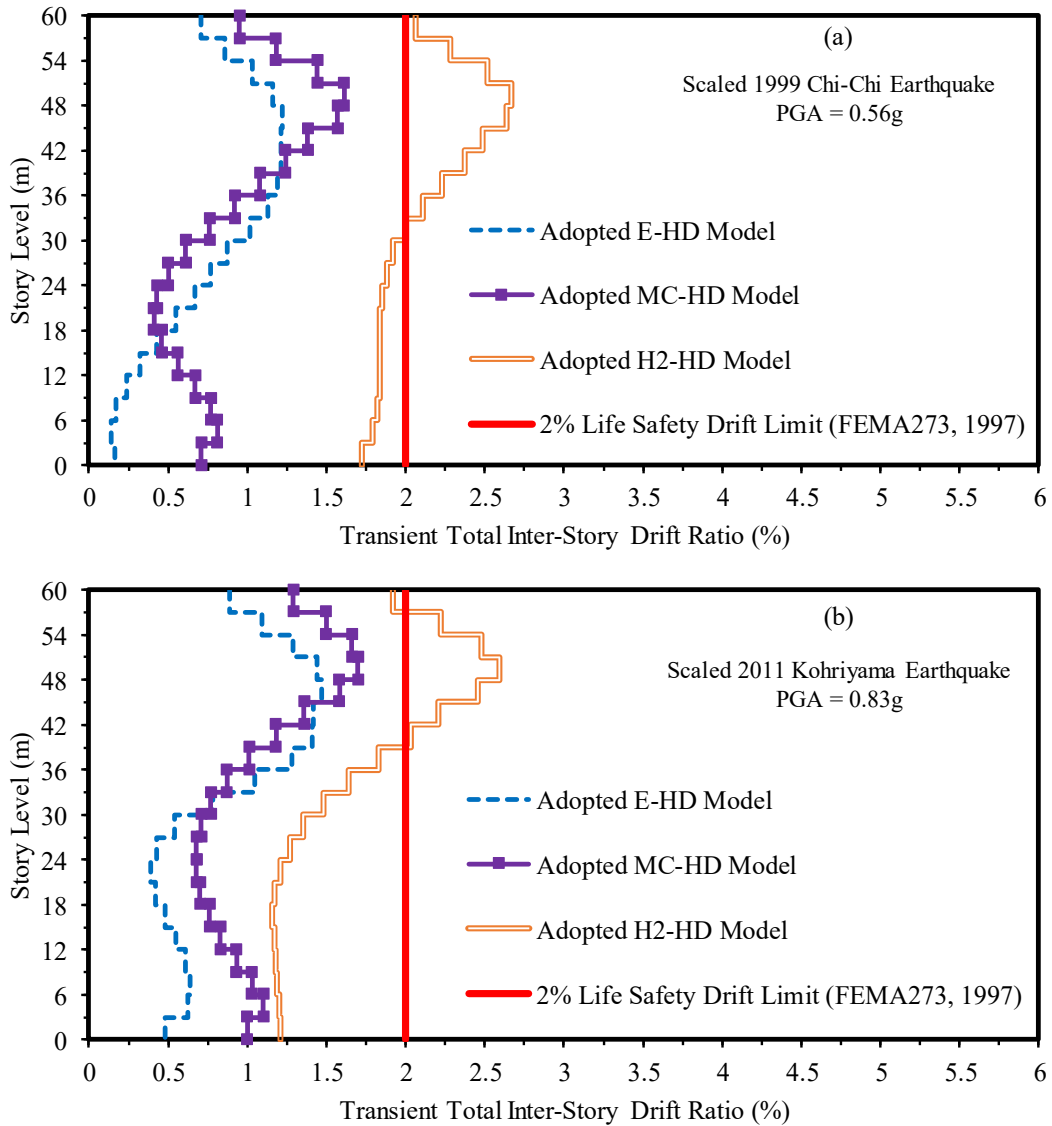 60
54
48
42
36
30
24
18
12
6
0
Story Level (m)
(a)
Scaled 1999 Chi-Chi Earthquake
PGA = 0.56g
Adopted E-HD Model
Adopted MC-HD Model
Adopted H2-HD Model
2% Life Safety Drift Limit (FEMA273, 1997)
0 0.5 1 1.5 2 2.5 3 3.5 4 4.5 5 5.5 6
Transient Total Inter-Story Drift Ratio (%)
60
54
48
42
36
30
24
18
12
6
0
Story Level (m)
(b)
Scaled 2011 Kohriyama Earthquake
PGA = 0.83g
Adopted E-HD Model
Adopted MC-HD Model
Adopted H2-HD Model
2% Life Safety Drift Limit (FEMA273, 1997)
0 0.5 1 1.5 2 2.5 3 3.5 4 4.5 5 5.5 6
Transient Total Inter-Story Drift Ratio (%)